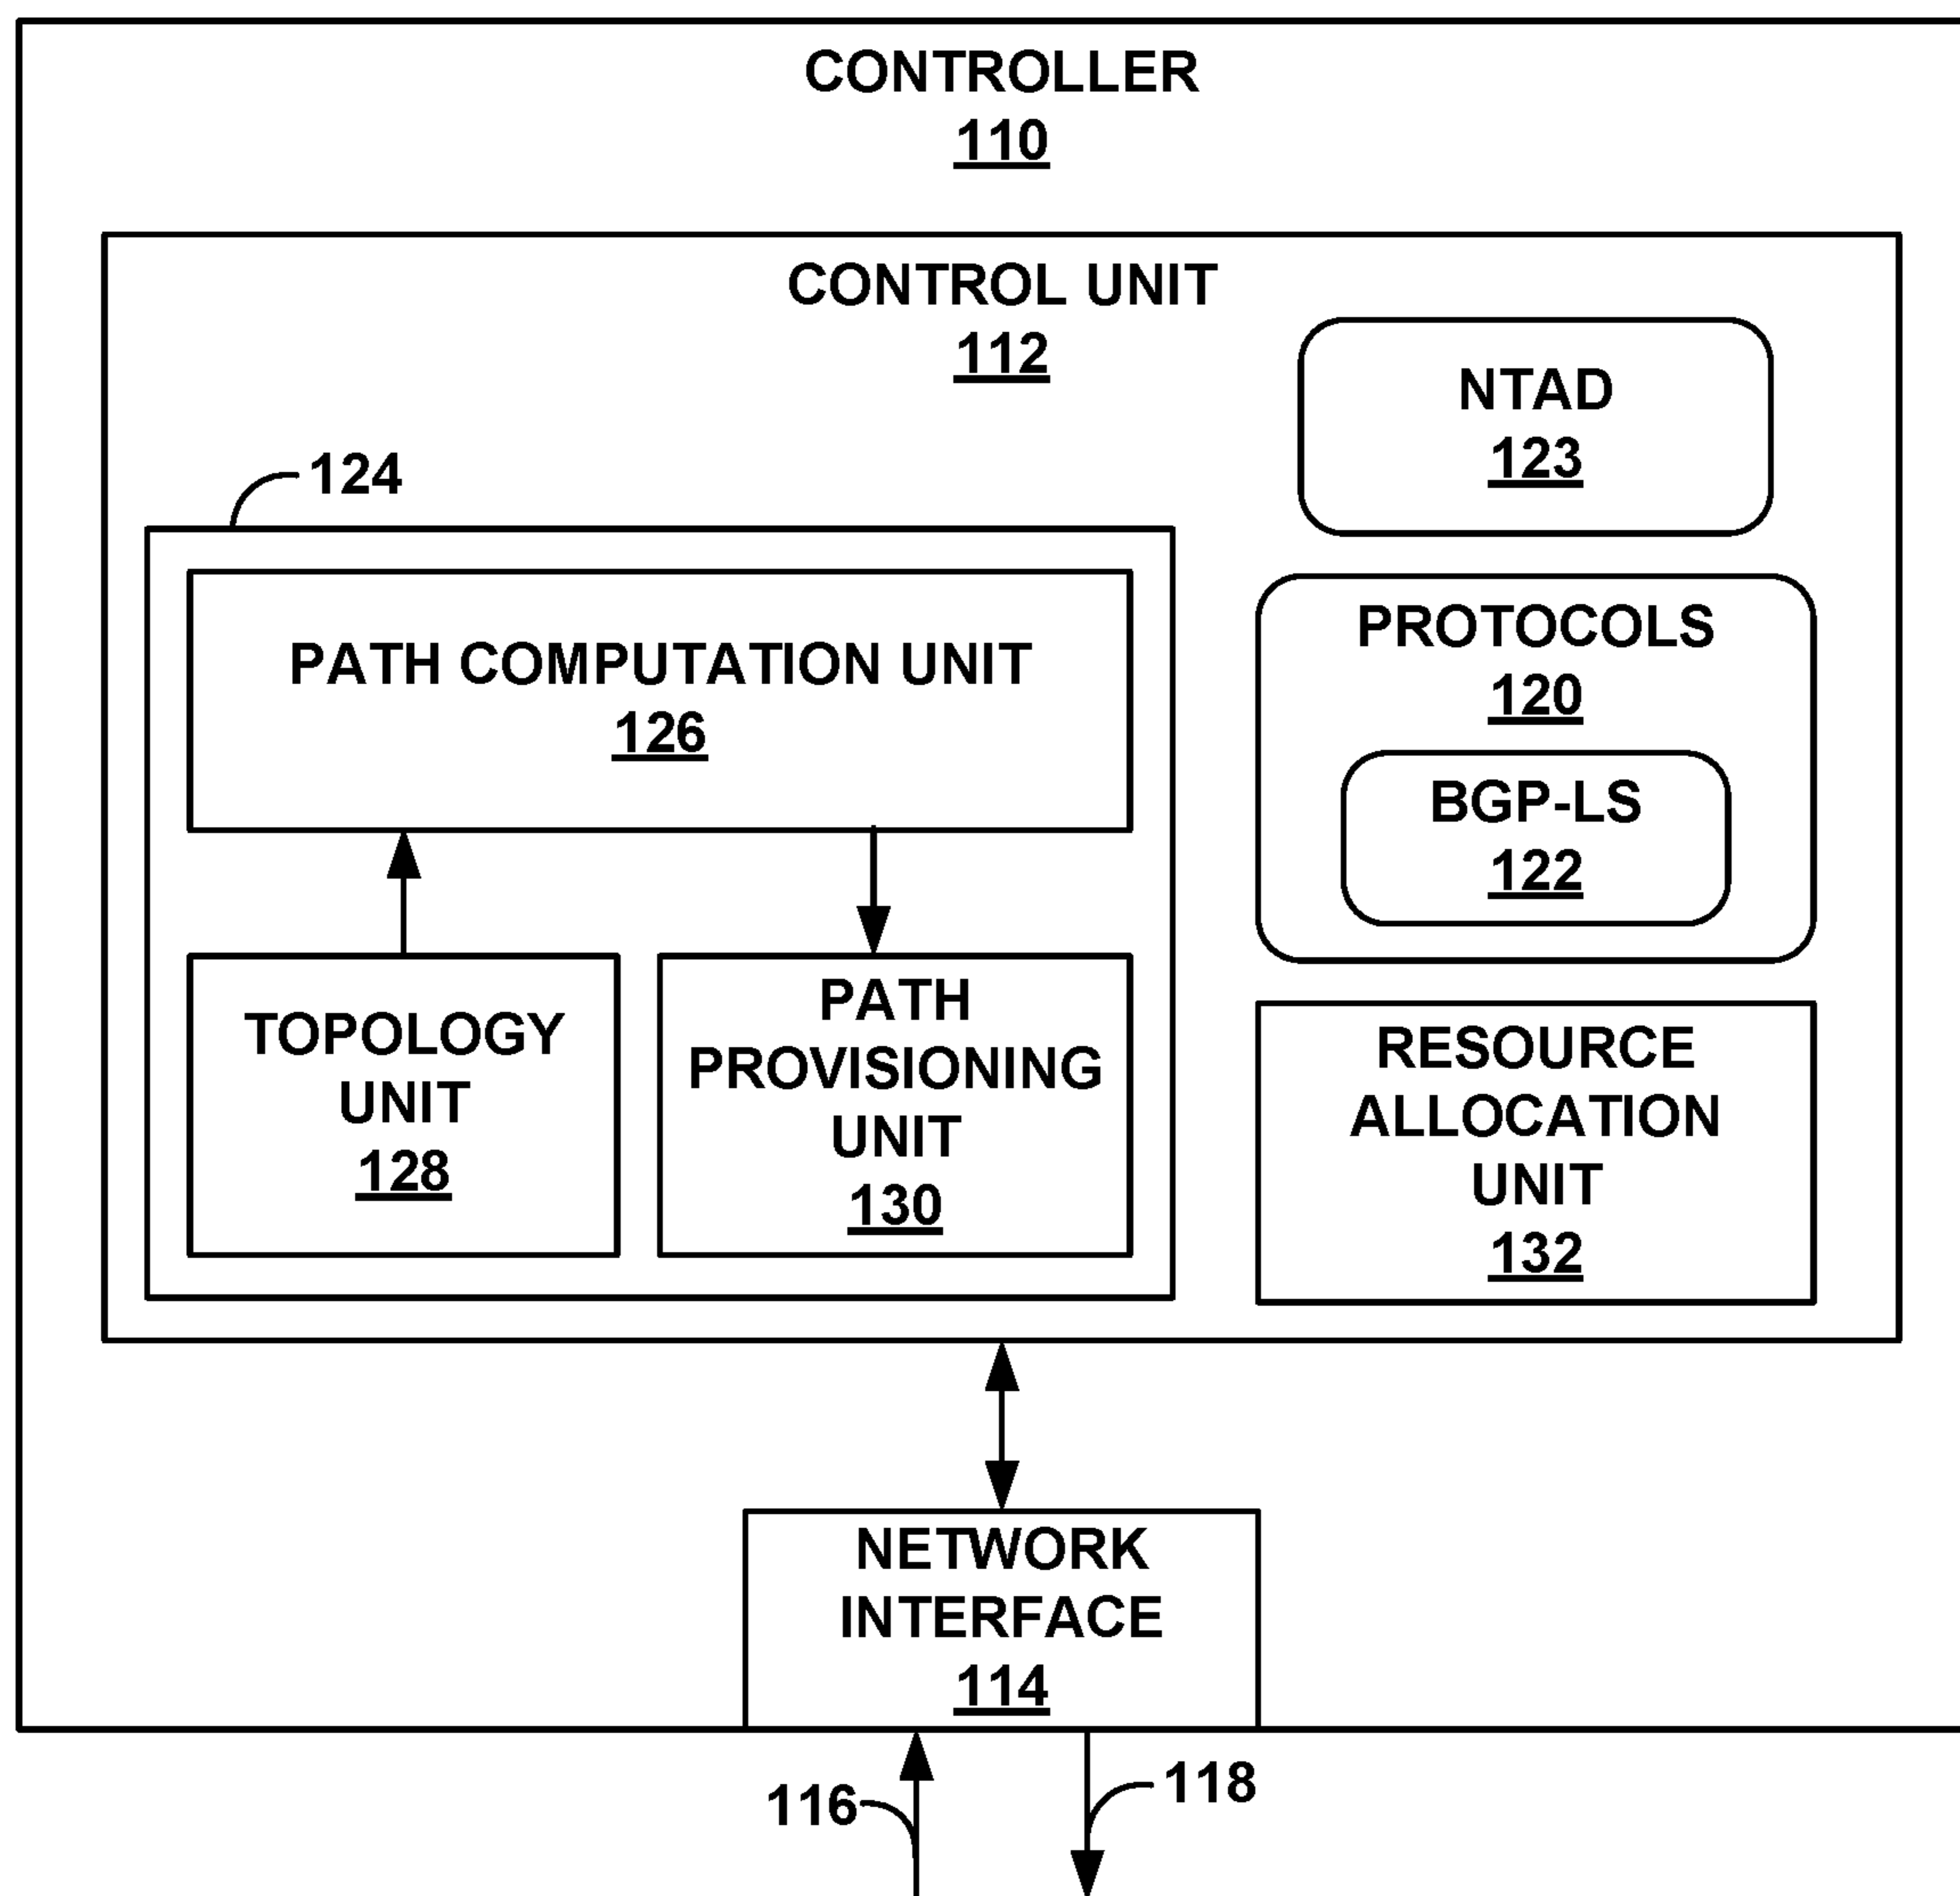 CONTROLLER
110
CONTROL UNIT
112
NTAD
123
124
PATH COMPUTATION UNIT
126
PROTOCOLS
120
BGP-LS
122
TOPOLOGY
UNIT
128
PATH
PROVISIONING
UNIT
130
RESOURCE
ALLOCATION
UNIT
132
NETWORK
INTERFACE
114
116
118